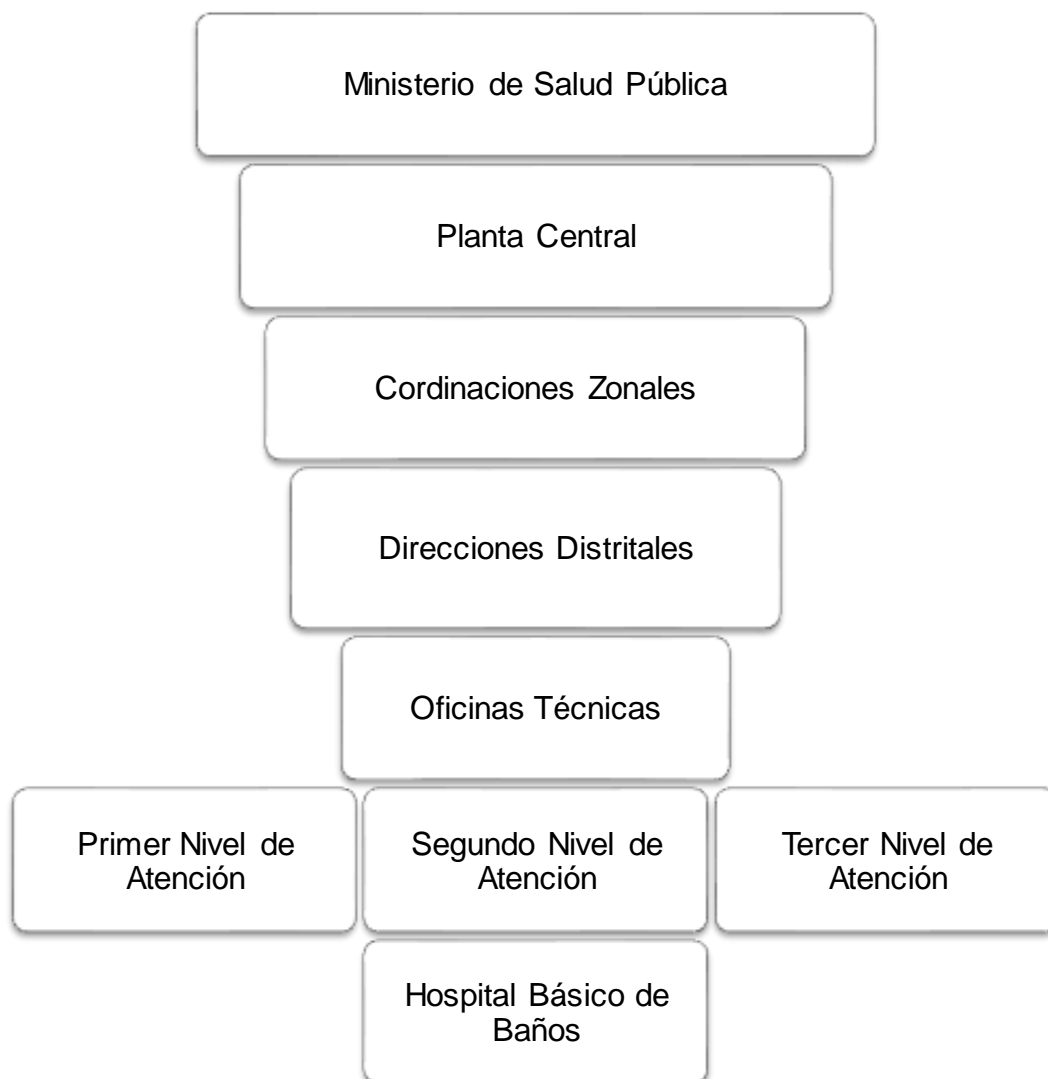 Ministerio de Salud Pública
Planta Central
Cordinaciones Zonales
Direcciones Distritales
Oficinas Técnicas
Primer Nivel de
Atención
Segundo Nivel de
Atención
Tercer Nivel de
Atención
Hospital Básico de
Baños